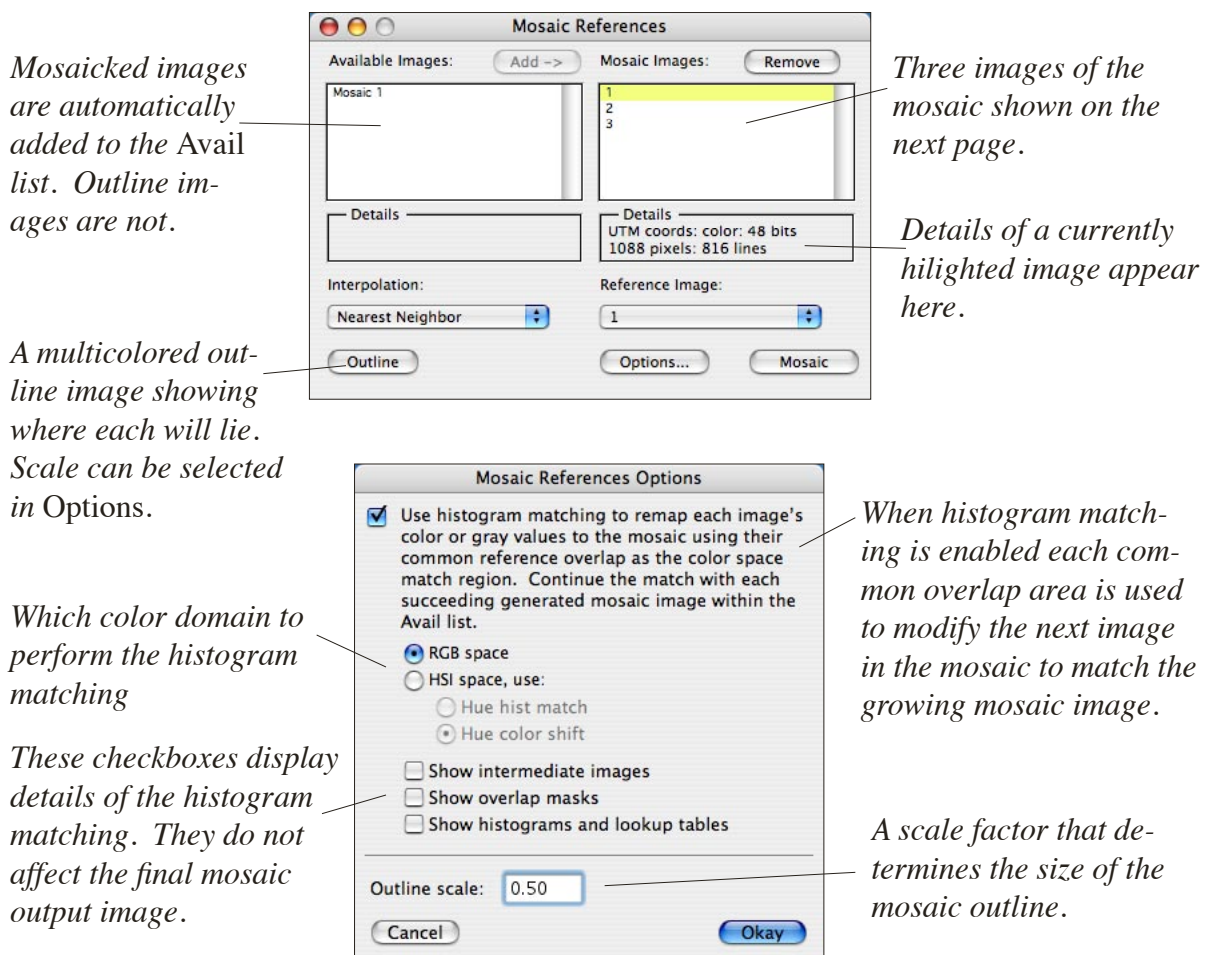 Mosaic References
Available Images:
Add ->
Mosaic Images:
Remove
Mosaic 1
1
2
3
Details
Details
UTM coords: color: 48 bits
1088 pixels: 816 lines
Interpolation:
Reference Image:
Nearest Neighbor
1
Outline
Options...
Mosaic
Mosaicked images
are automatically
added to the Avail
list. Outline im-
ages are not.
Three images of the
mosaic shown on the
next page.
Details of a currently
hilighted image appear
here.
A multicolored out-
line image showing
where each will lie.
Scale can be selected
in Options.
Mosaic References Options
Use histogram matching to remap each image's
color or gray values to the mosaic using their
common reference overlap as the color space
match region. Continue the match with each
succeeding generated mosaic image within the
Avail list.
RGB space
HSI space, use:
Hue hist match
Hue color shift
Show intermediate images
Show overlap masks
Show histograms and lookup tables
Outline scale:
0.50
Cancel
Okay
When histogram match-
ing is enabled each com-
mon overlap area is used
to modify the next image
in the mosaic to match the
growing mosaic image.
Which color domain to
perform the histogram
matching
These checkboxes display
details of the histogram
matching. They do not
affect the final mosaic
output image.
A scale factor that de-
termines the size of the
mosaic outline.